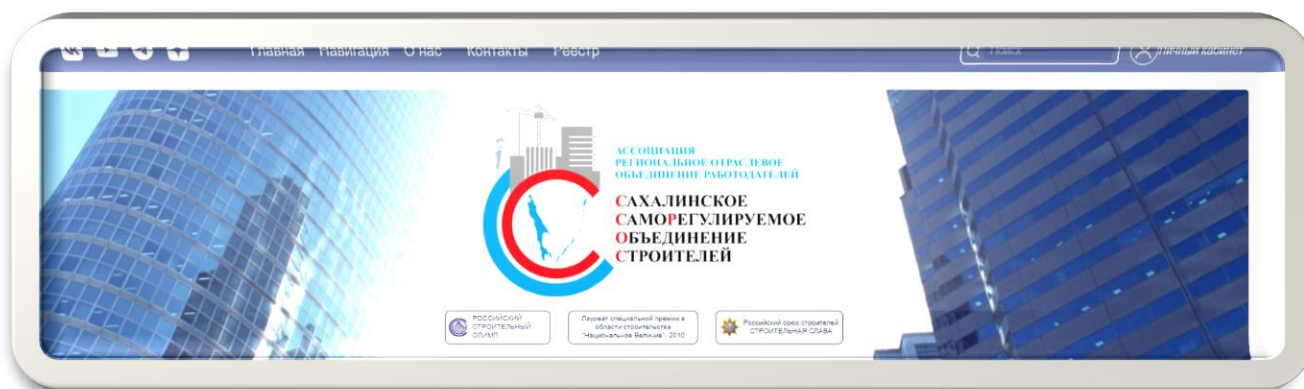 Главная Навигация О нас Контакты Реестр Поиск Личный кабинет
АССОЦИАЦИЯ
РЕГИОНАЛЬНОЕ ОТРАСЛЕВОЕ
ОБЪЕДИНЕНИЕ РАБОТОДАТЕЛЕЙ
САХАЛИНСКОЕ
САМОРЕГУЛИРУЕМОЕ
ОБЪЕДИНЕНИЕ
СТРОИТЕЛЕЙ
РОССИЙСКИЙ
СТРОИТЕЛЬНЫЙ
ОЛИМП
Лауреат специальной премии в
области строительства
"Национальное Величие"- 2010
Российский союз строителей
СТРОИТЕЛЬНАЯ СЛАВА